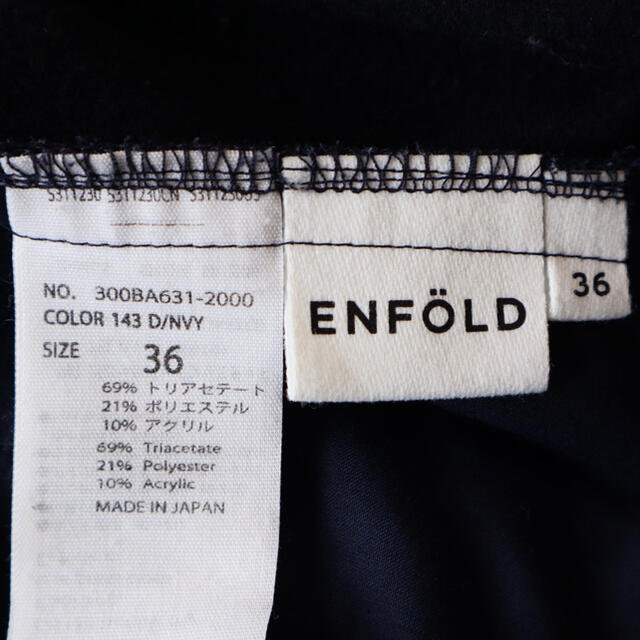 NO. 300BA631-2000
COLOR 143 D/NVY
SIZE 36
69% トリアセテート
21% ポリエステル
10% アクリル
69% Triacetate
21% Polyester
10% Acrylic
MADE IN JAPAN
ENFÖLD
36